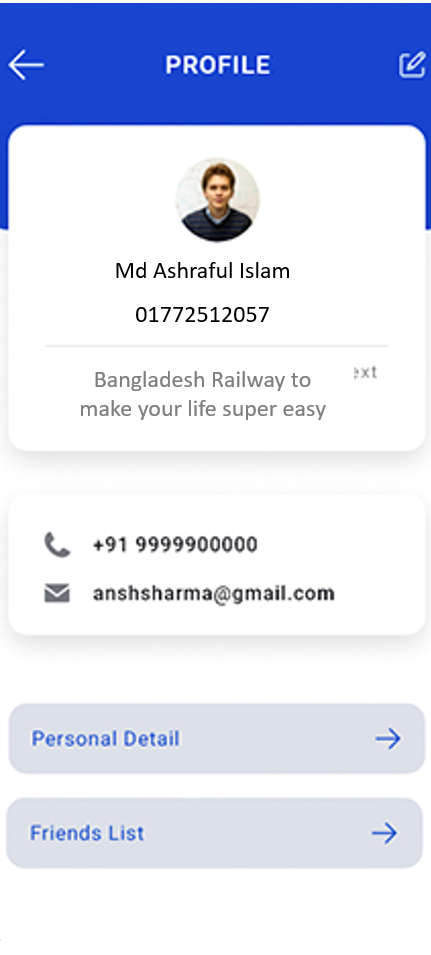 PROFILE
Md Ashraful Islam
01772512057
Bangladesh Railway to
make your life super easy
ext
+91 9999900000
anshsharma@gmail.com
Personal Detail
Friends List